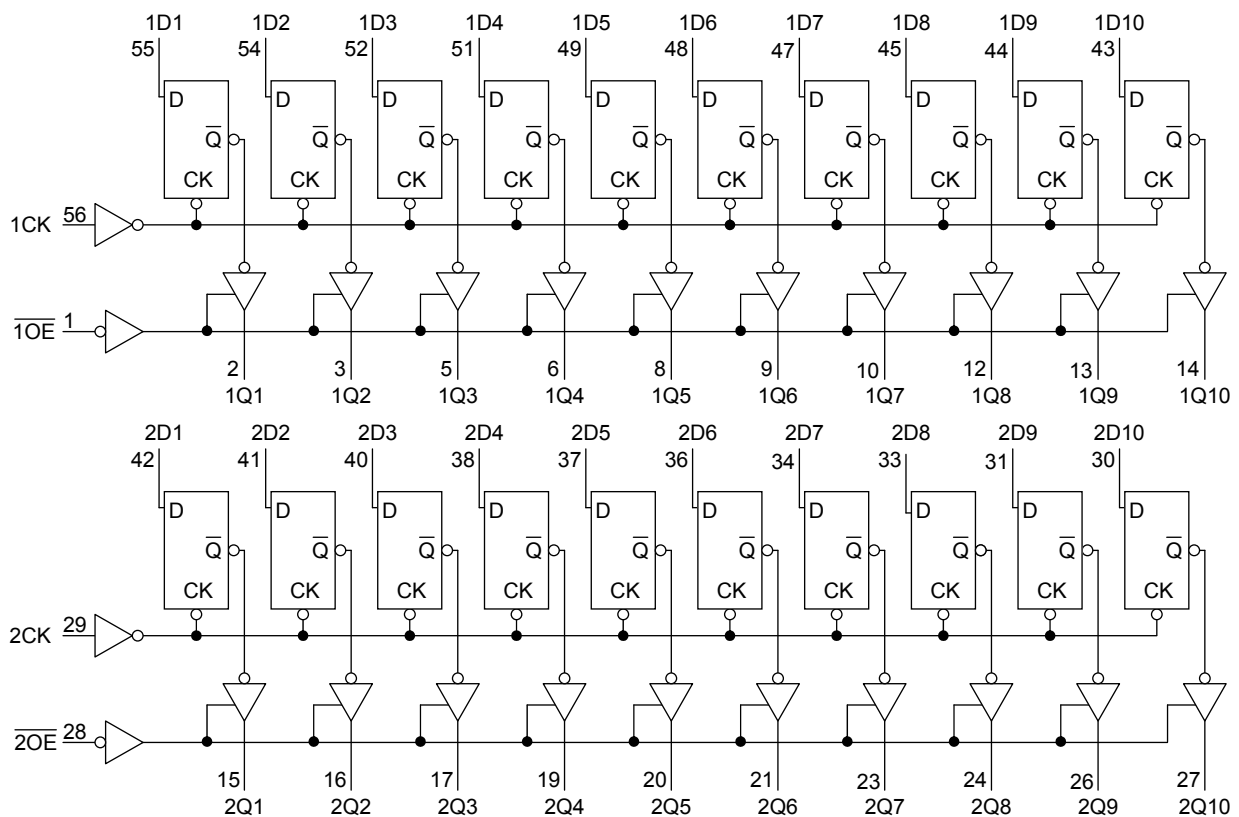 1D1 1D2 1D3 1D4 1D5 1D6 1D7 1D8 1D9 1D10
55 54 52 51 49 48 47 45 44 43
D D D D D D D D D D
Q̅ Q̅ Q̅ Q̅ Q̅ Q̅ Q̅ Q̅ Q̅ Q̅
CK CK CK CK CK CK CK CK CK CK
1CK 56
1̅O̅E̅ 1
2 3 5 6 8 9 10 12 13 14
1Q1 1Q2 1Q3 1Q4 1Q5 1Q6 1Q7 1Q8 1Q9 1Q10
2D1 2D2 2D3 2D4 2D5 2D6 2D7 2D8 2D9 2D10
42 41 40 38 37 36 34 33 31 30
D D D D D D D D D D
Q̅ Q̅ Q̅ Q̅ Q̅ Q̅ Q̅ Q̅ Q̅ Q̅
CK CK CK CK CK CK CK CK CK CK
2CK 29
2̅O̅E̅ 28
15 16 17 19 20 21 23 24 26 27
2Q1 2Q2 2Q3 2Q4 2Q5 2Q6 2Q7 2Q8 2Q9 2Q10